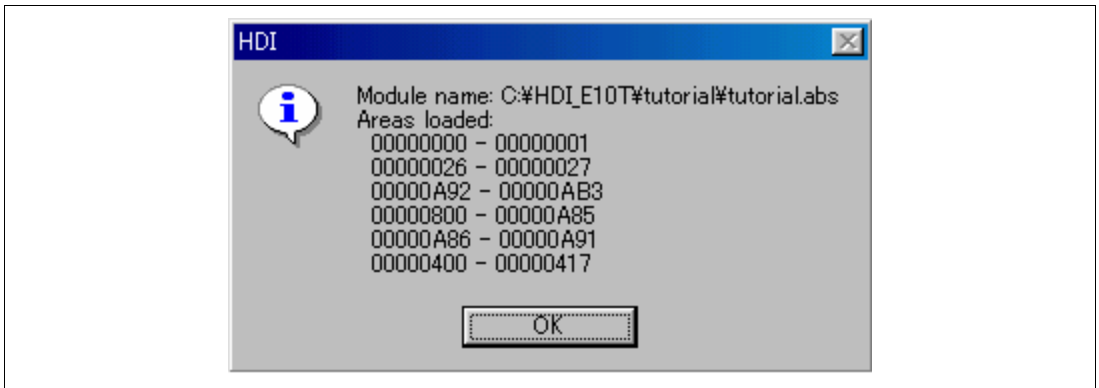 HDI
Module name: C:¥HDI_E10T¥tutorial¥tutorial.abs
Areas loaded:
00000000 - 00000001
00000026 - 00000027
00000A92 - 00000AB3
00000800 - 00000A85
00000A86 - 00000A91
00000400 - 00000417
OK